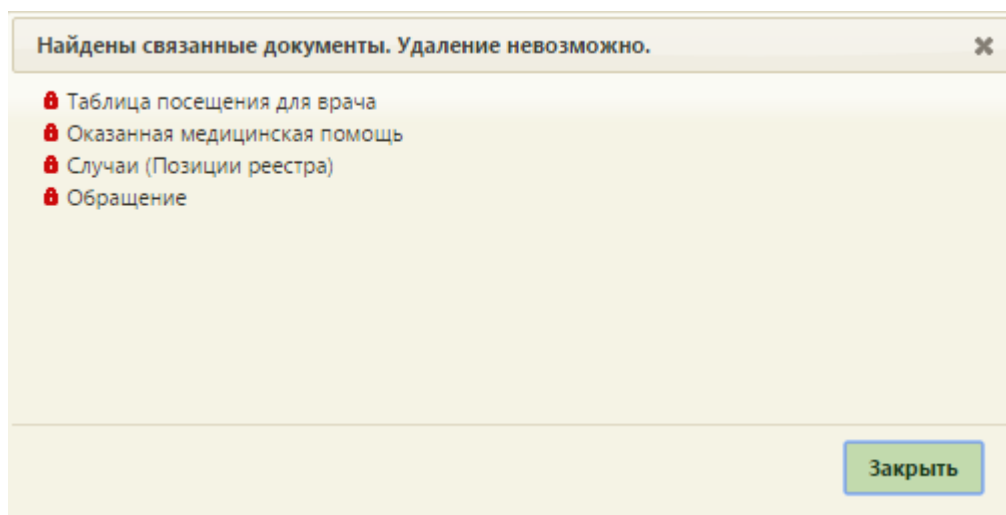 Найдены связанные документы. Удаление невозможно.
Таблица посещения для врача
Оказанная медицинская помощь
Случаи (Позиции реестра)
Обращение
Закрыть